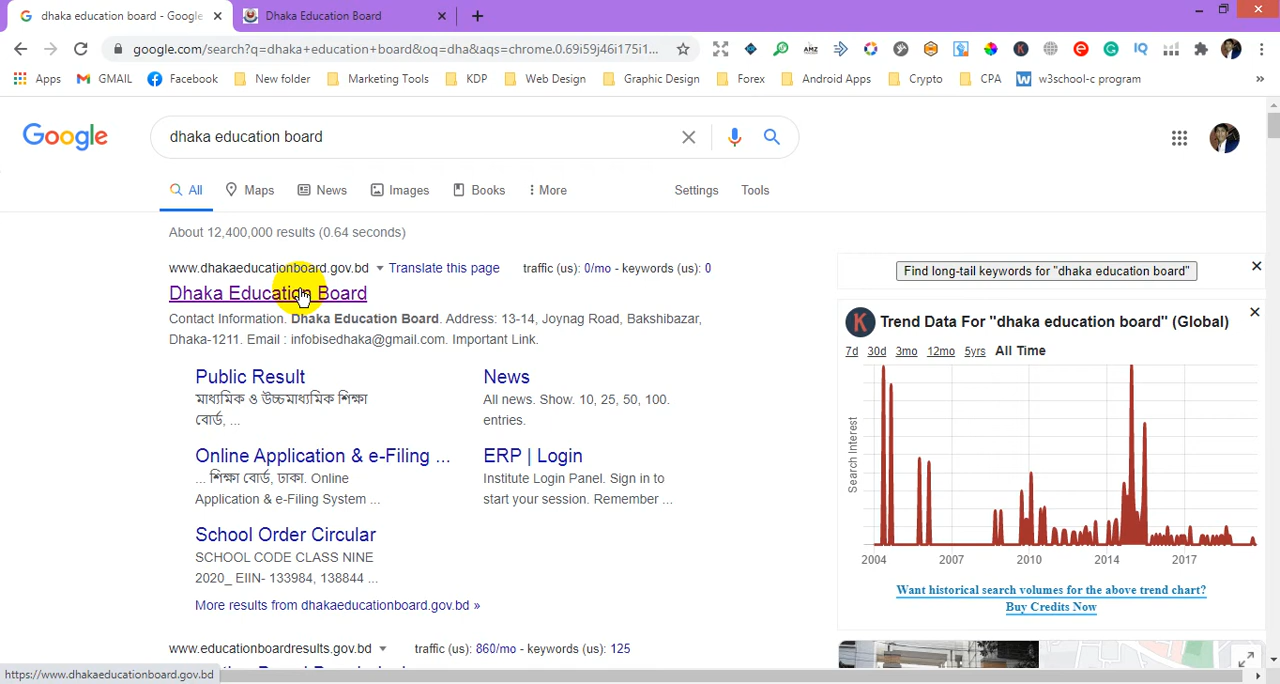 dhaka education board - Google
Dhaka Education Board
google.com/search?q=dhaka+education+board&oq=dha&aqs=chrome.0.69i59j46i175i1...
Apps GMAIL Facebook New folder Marketing Tools KDP Web Design Graphic Design Forex Android Apps Crypto CPA w3school-c program
Google
dhaka education board
All Maps News Images Books More Settings Tools
About 12,400,000 results (0.64 seconds)
www.dhakaeducationboard.gov.bd Translate this page traffic (us): 0/mo - keywords (us): 0
Dhaka Education Board
Contact Information. Dhaka Education Board. Address: 13-14, Joynag Road, Bakshibazar,
Dhaka-1211. Email : infobisedhaka@gmail.com. Important Link.
Public Result
মাধ্যমিক ও উচ্চমাধ্যমিক শিক্ষা
বোর্ড, ...
News
All news. Show. 10, 25, 50, 100.
entries.
Online Application & e-Filing ...
... শিক্ষা বোর্ড, ঢাকা. Online
Application & e-Filing System ...
ERP | Login
Institute Login Panel. Sign in to
start your session. Remember ...
School Order Circular
SCHOOL CODE CLASS NINE
2020_ EIIN- 133984, 138844 ...
More results from dhakaeducationboard.gov.bd »
www.educationboardresults.gov.bd traffic (us): 860/mo - keywords (us): 125
Find long-tail keywords for "dhaka education board"
K Trend Data For "dhaka education board" (Global)
7d 30d 3mo 12mo 5yrs All Time
Search Interest
2004 2007 2010 2014 2017
Want historical search volumes for the above trend chart?
Buy Credits Now
https://www.dhakaeducationboard.gov.bd